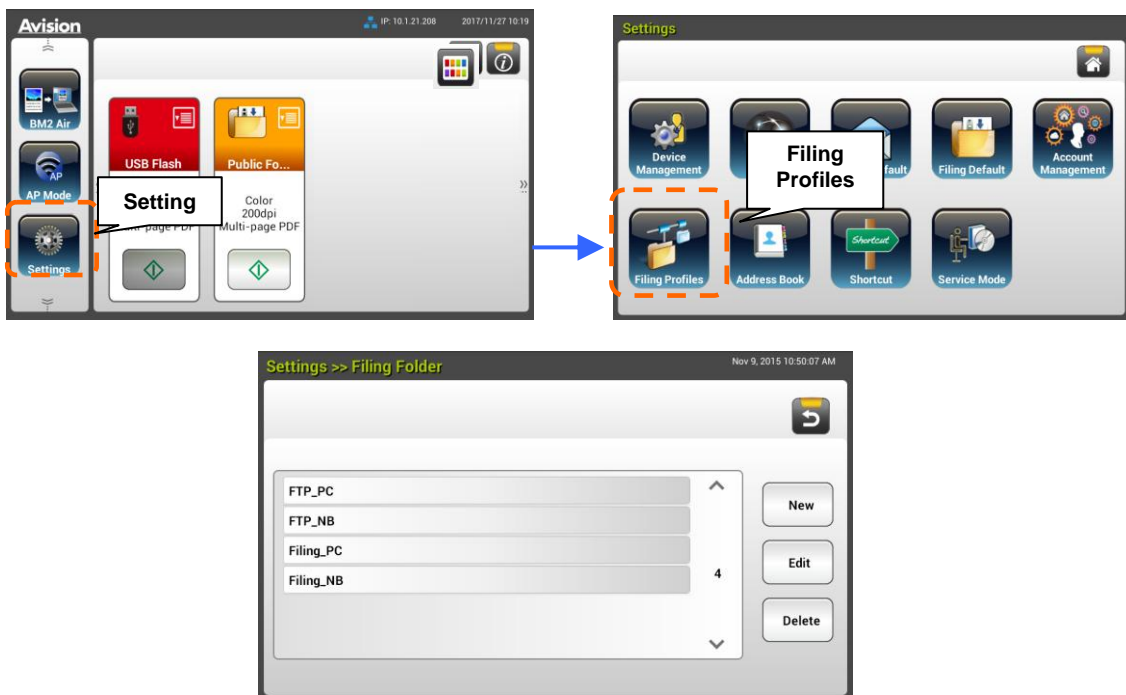 Avision
IP: 10.1.21.208 2017/11/27 10:19
BM2 Air
AP
AP Mode
Settings
USB Flash
Public Fo...
Setting
Color
200dpi
Multi-page PDF
Settings
Device
Management
Filing Default
Account
Management
Filing
Profiles
Filing Profiles
Address Book
Shortcut
Shortcut
Service Mode
Settings >> Filing Folder
Nov 9, 2015 10:50:07 AM
FTP_PC
FTP_NB
Filing_PC
Filing_NB
4
New
Edit
Delete